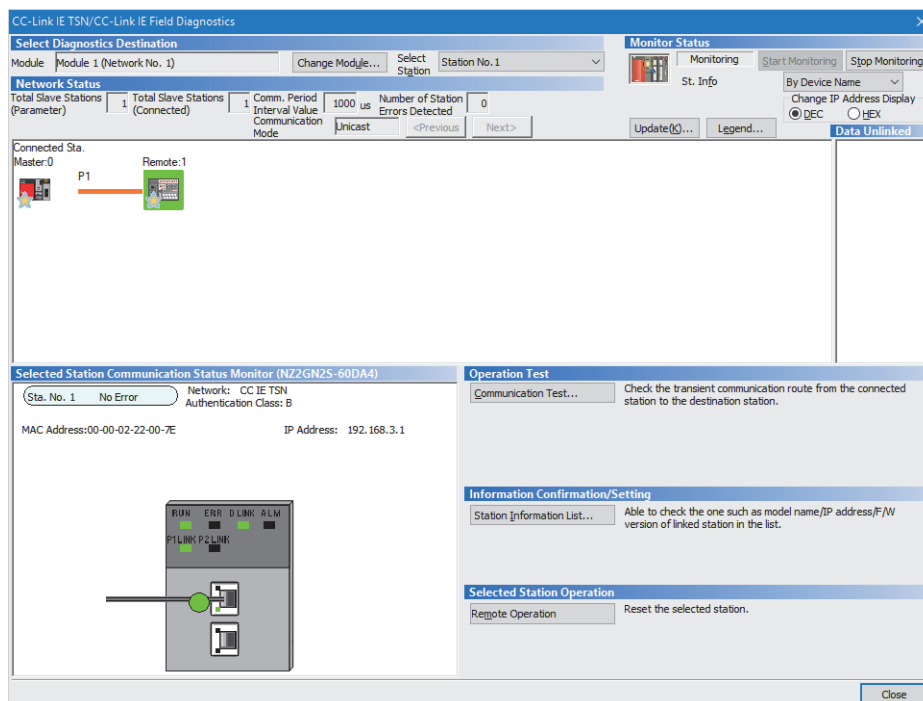 CC-Link IE TSN/CC-Link IE Field Diagnostics
Select Diagnostics Destination
Module Module 1 (Network No. 1) Change Module... Select Station Station No.1
Monitor Status
Monitoring Start Monitoring Stop Monitoring
St. Info By Device Name
Change IP Address Display
DEC HEX
Update(K)... Legend...
Network Status
Total Slave Stations (Parameter) 1 Total Slave Stations (Connected) 1 Comm. Period Interval Value 1000 us Number of Station Errors Detected 0
Communication Mode Unicast <Previous Next>
Data Unlinked
Connected Sta.
Master:0 Remote:1
P1
Selected Station Communication Status Monitor (NZ2GN2S-60DA4)
Sta. No. 1 No Error
Network: CC IE TSN
Authentication Class: B
MAC Address:00-00-02-22-00-7E IP Address: 192.168.3.1
RUN ERR D LINK ALM
P1LINK P2 LINK
Operation Test
Communication Test...
Check the transient communication route from the connected
station to the destination station.
Information Confirmation/Setting
Station Information List...
Able to check the one such as model name/IP address/F/W
version of linked station in the list.
Selected Station Operation
Remote Operation
Reset the selected station.
Close